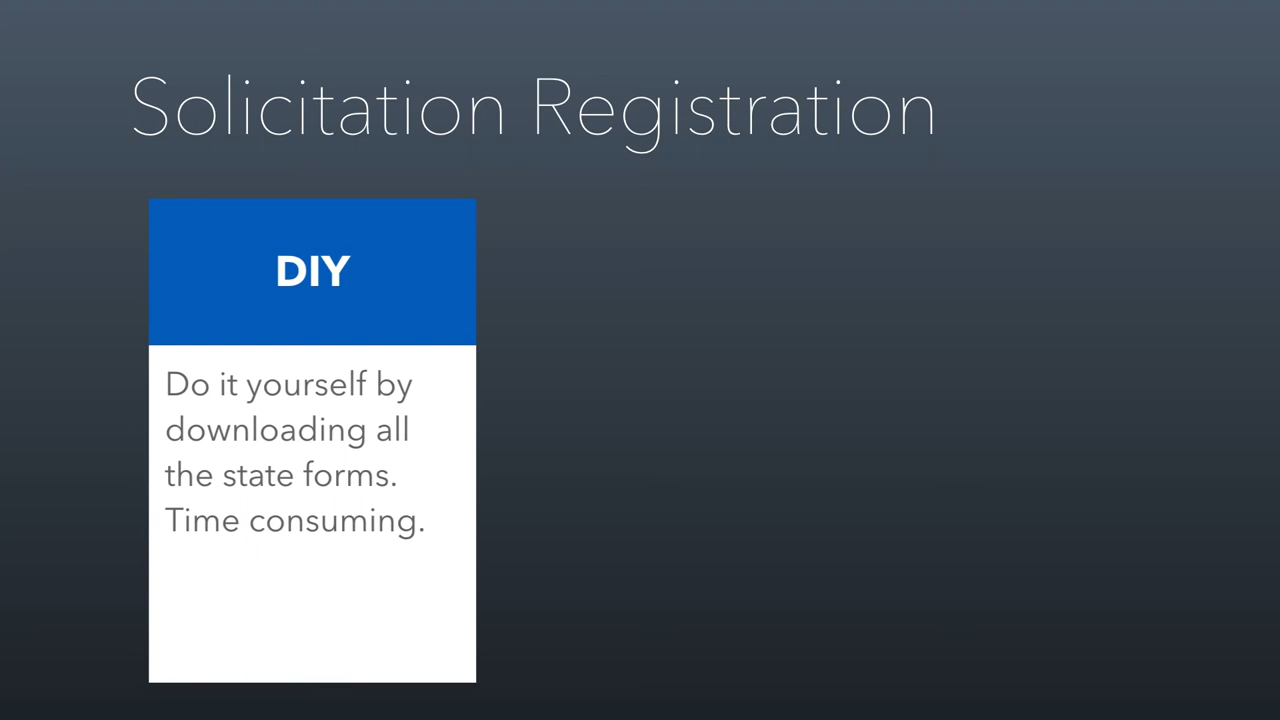 Solicitation Registration
DIY
Do it yourself by
downloading all
the state forms.
Time consuming.